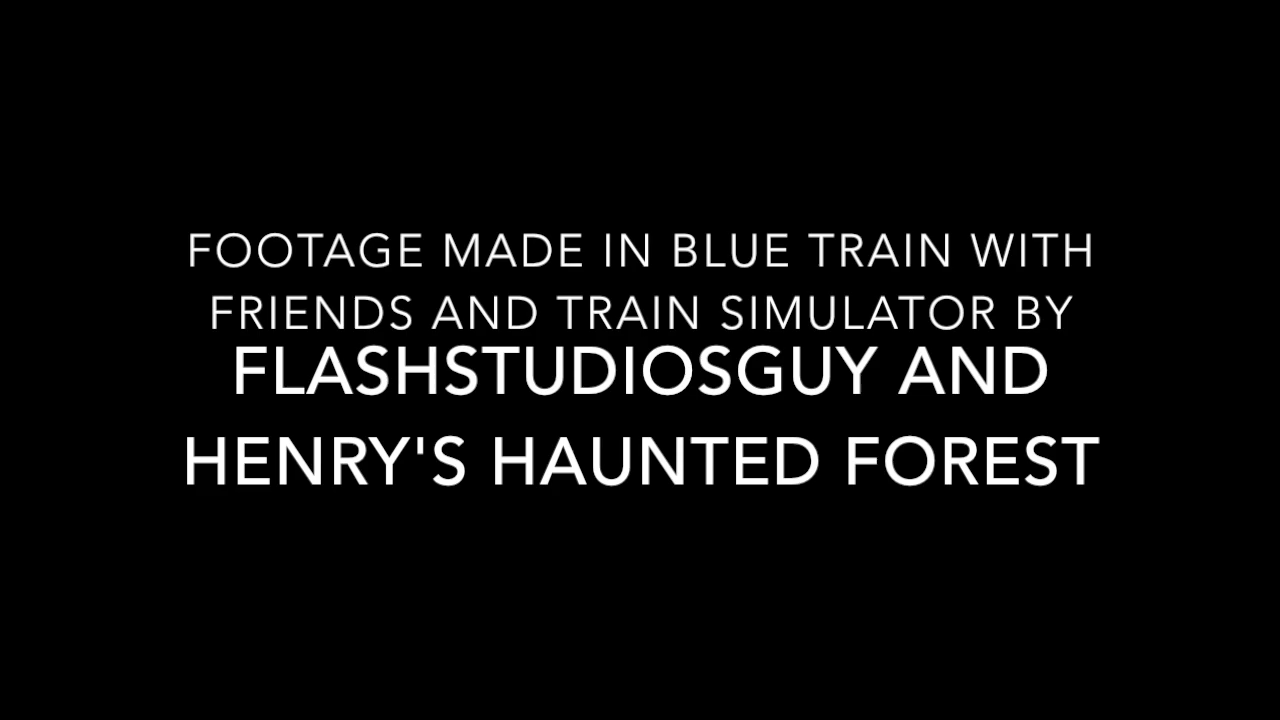 FOOTAGE MADE IN BLUE TRAIN WITH
FRIENDS AND TRAIN SIMULATOR BY
FLASHSTUDIOSGUY AND
HENRY'S HAUNTED FOREST